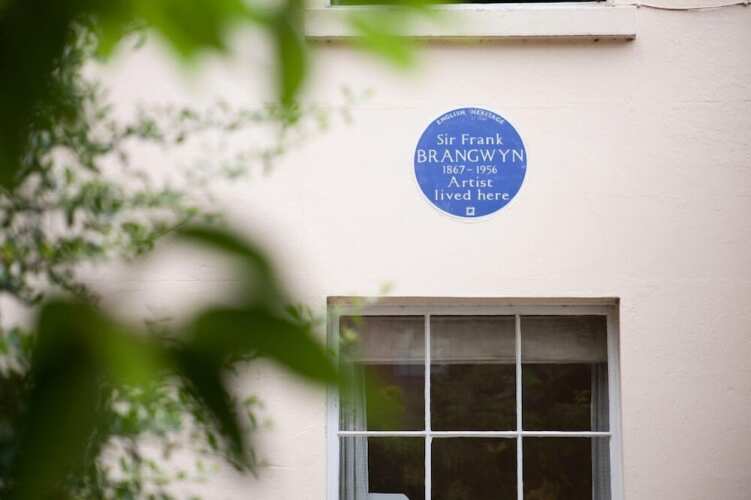 ENGLISH HERITAGE
Sir Frank
BRANGWYN
1867-1956
Artist
lived here